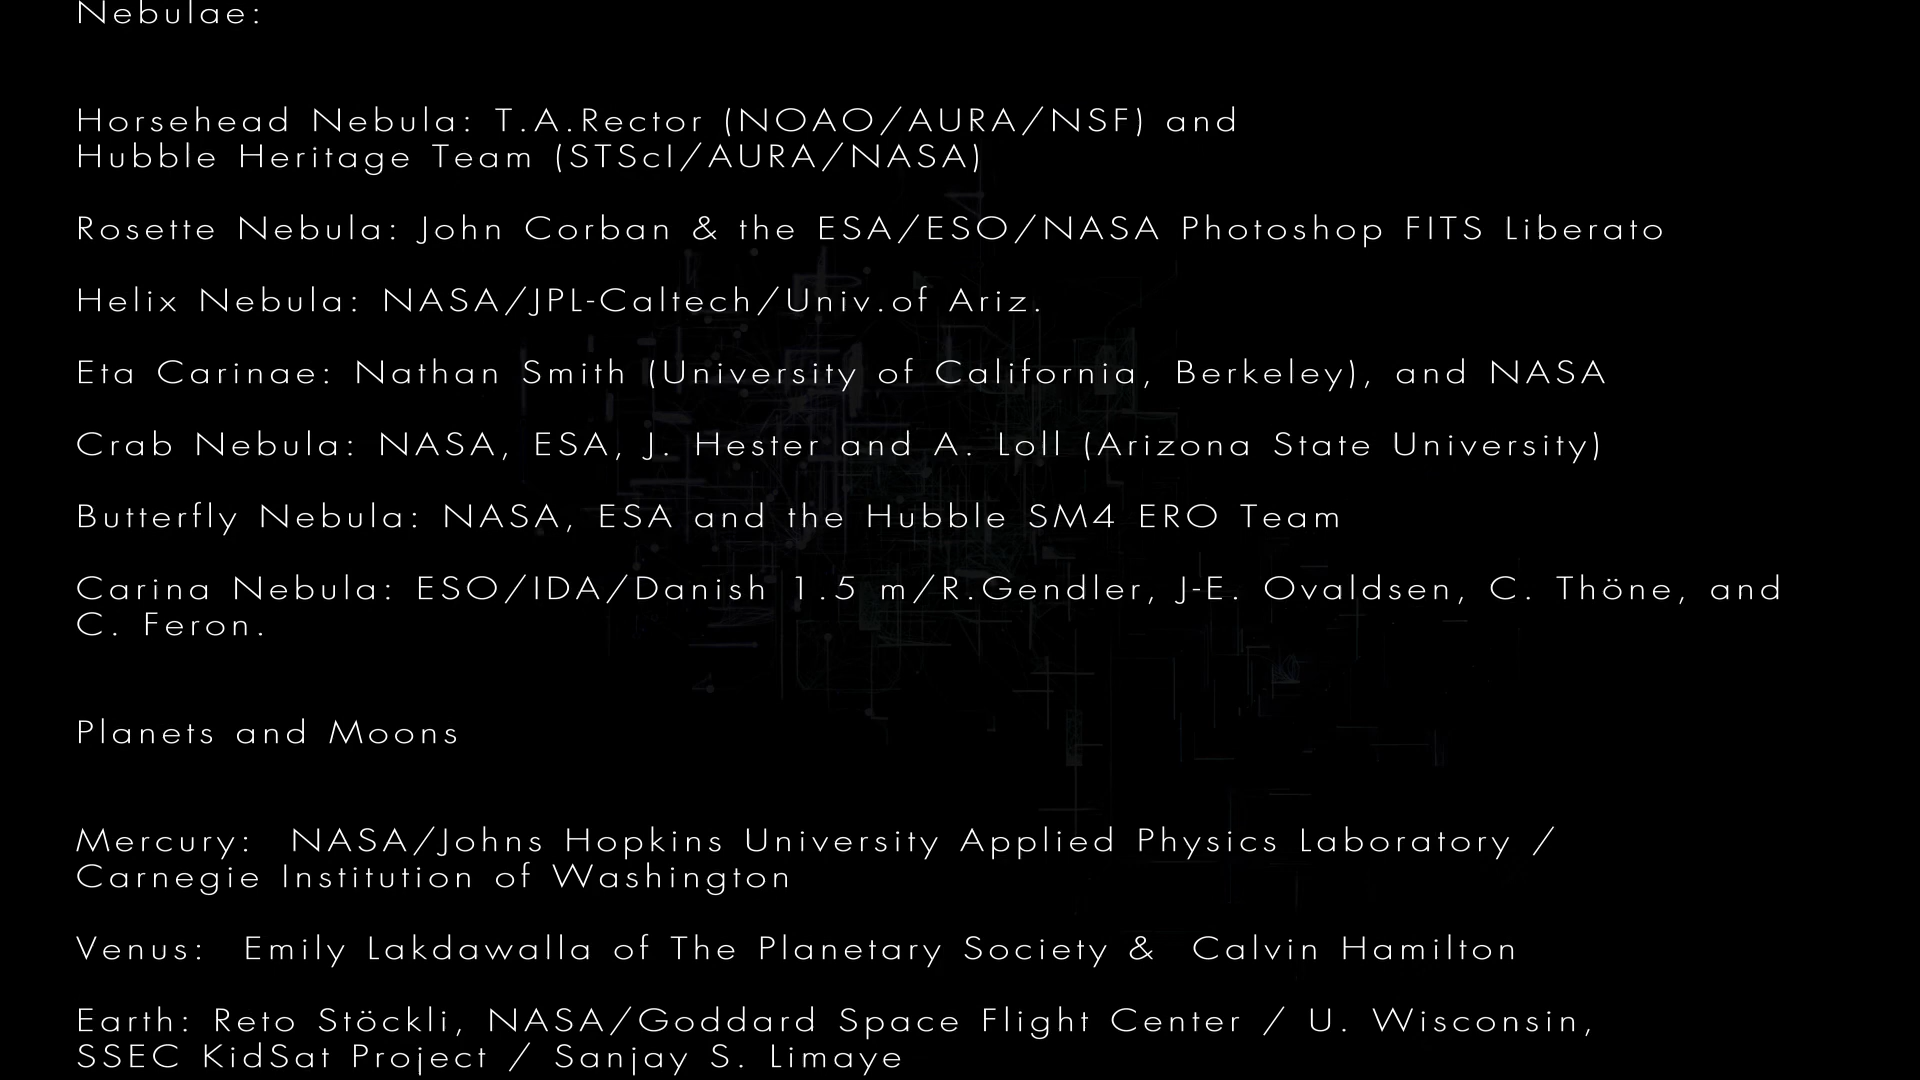 Nebulae:
Horsehead Nebula: T.A.Rector (NOAO/AURA/NSF) and
Hubble Heritage Team (STScI/AURA/NASA)
Rosette Nebula: John Corban & the ESA/ESO/NASA Photoshop FITS Liberato
Helix Nebula: NASA/JPL-Caltech/Univ.of Ariz.
Eta Carinae: Nathan Smith (University of California, Berkeley), and NASA
Crab Nebula: NASA, ESA, J. Hester and A. Loll (Arizona State University)
Butterfly Nebula: NASA, ESA and the Hubble SM4 ERO Team
Carina Nebula: ESO/IDA/Danish 1.5 m/R.Gendler, J-E. Ovaldsen, C. Thöne, and
C. Feron.
Planets and Moons
Mercury:  NASA/Johns Hopkins University Applied Physics Laboratory /
Carnegie Institution of Washington
Venus:  Emily Lakdawalla of The Planetary Society &  Calvin Hamilton
Earth: Reto Stöckli, NASA/Goddard Space Flight Center / U. Wisconsin,
SSEC KidSat Project / Sanjay S. Limaye